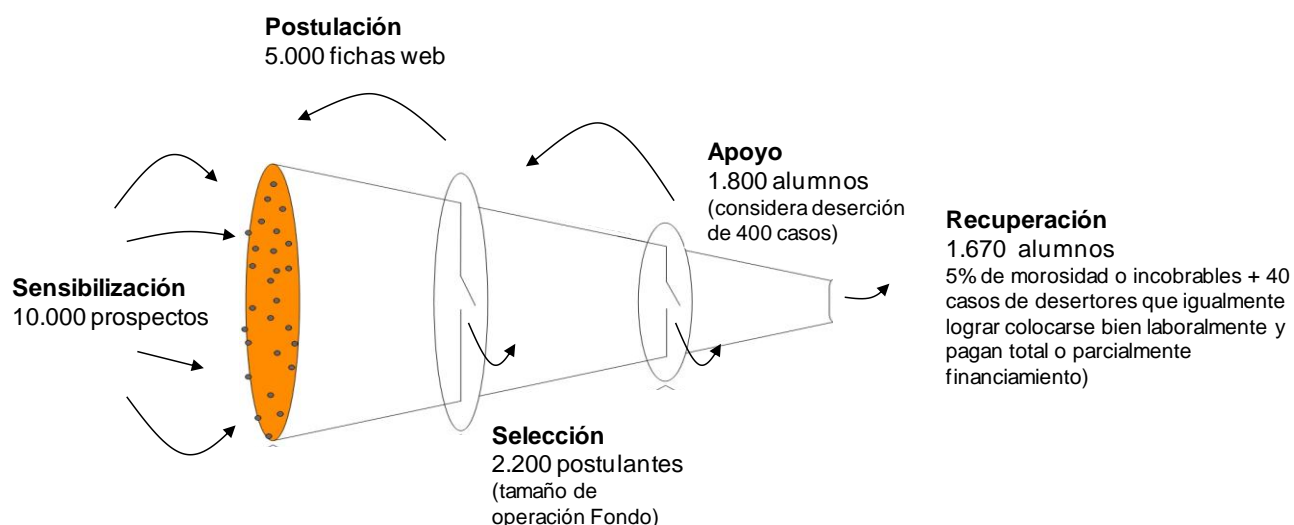 Postulación
5.000 fichas web
Apoyo
1.800 alumnos
(considera deserción
de 400 casos)
Recuperación
1.670 alumnos
5% de morosidad o incobrables + 40
casos de desertores que igualmente
lograr colocarse bien laboralmente y
pagan total o parcialmente
financiamiento)
Sensibilización
10.000 prospectos
Selección
2.200 postulantes
(tamaño de
operación Fondo)